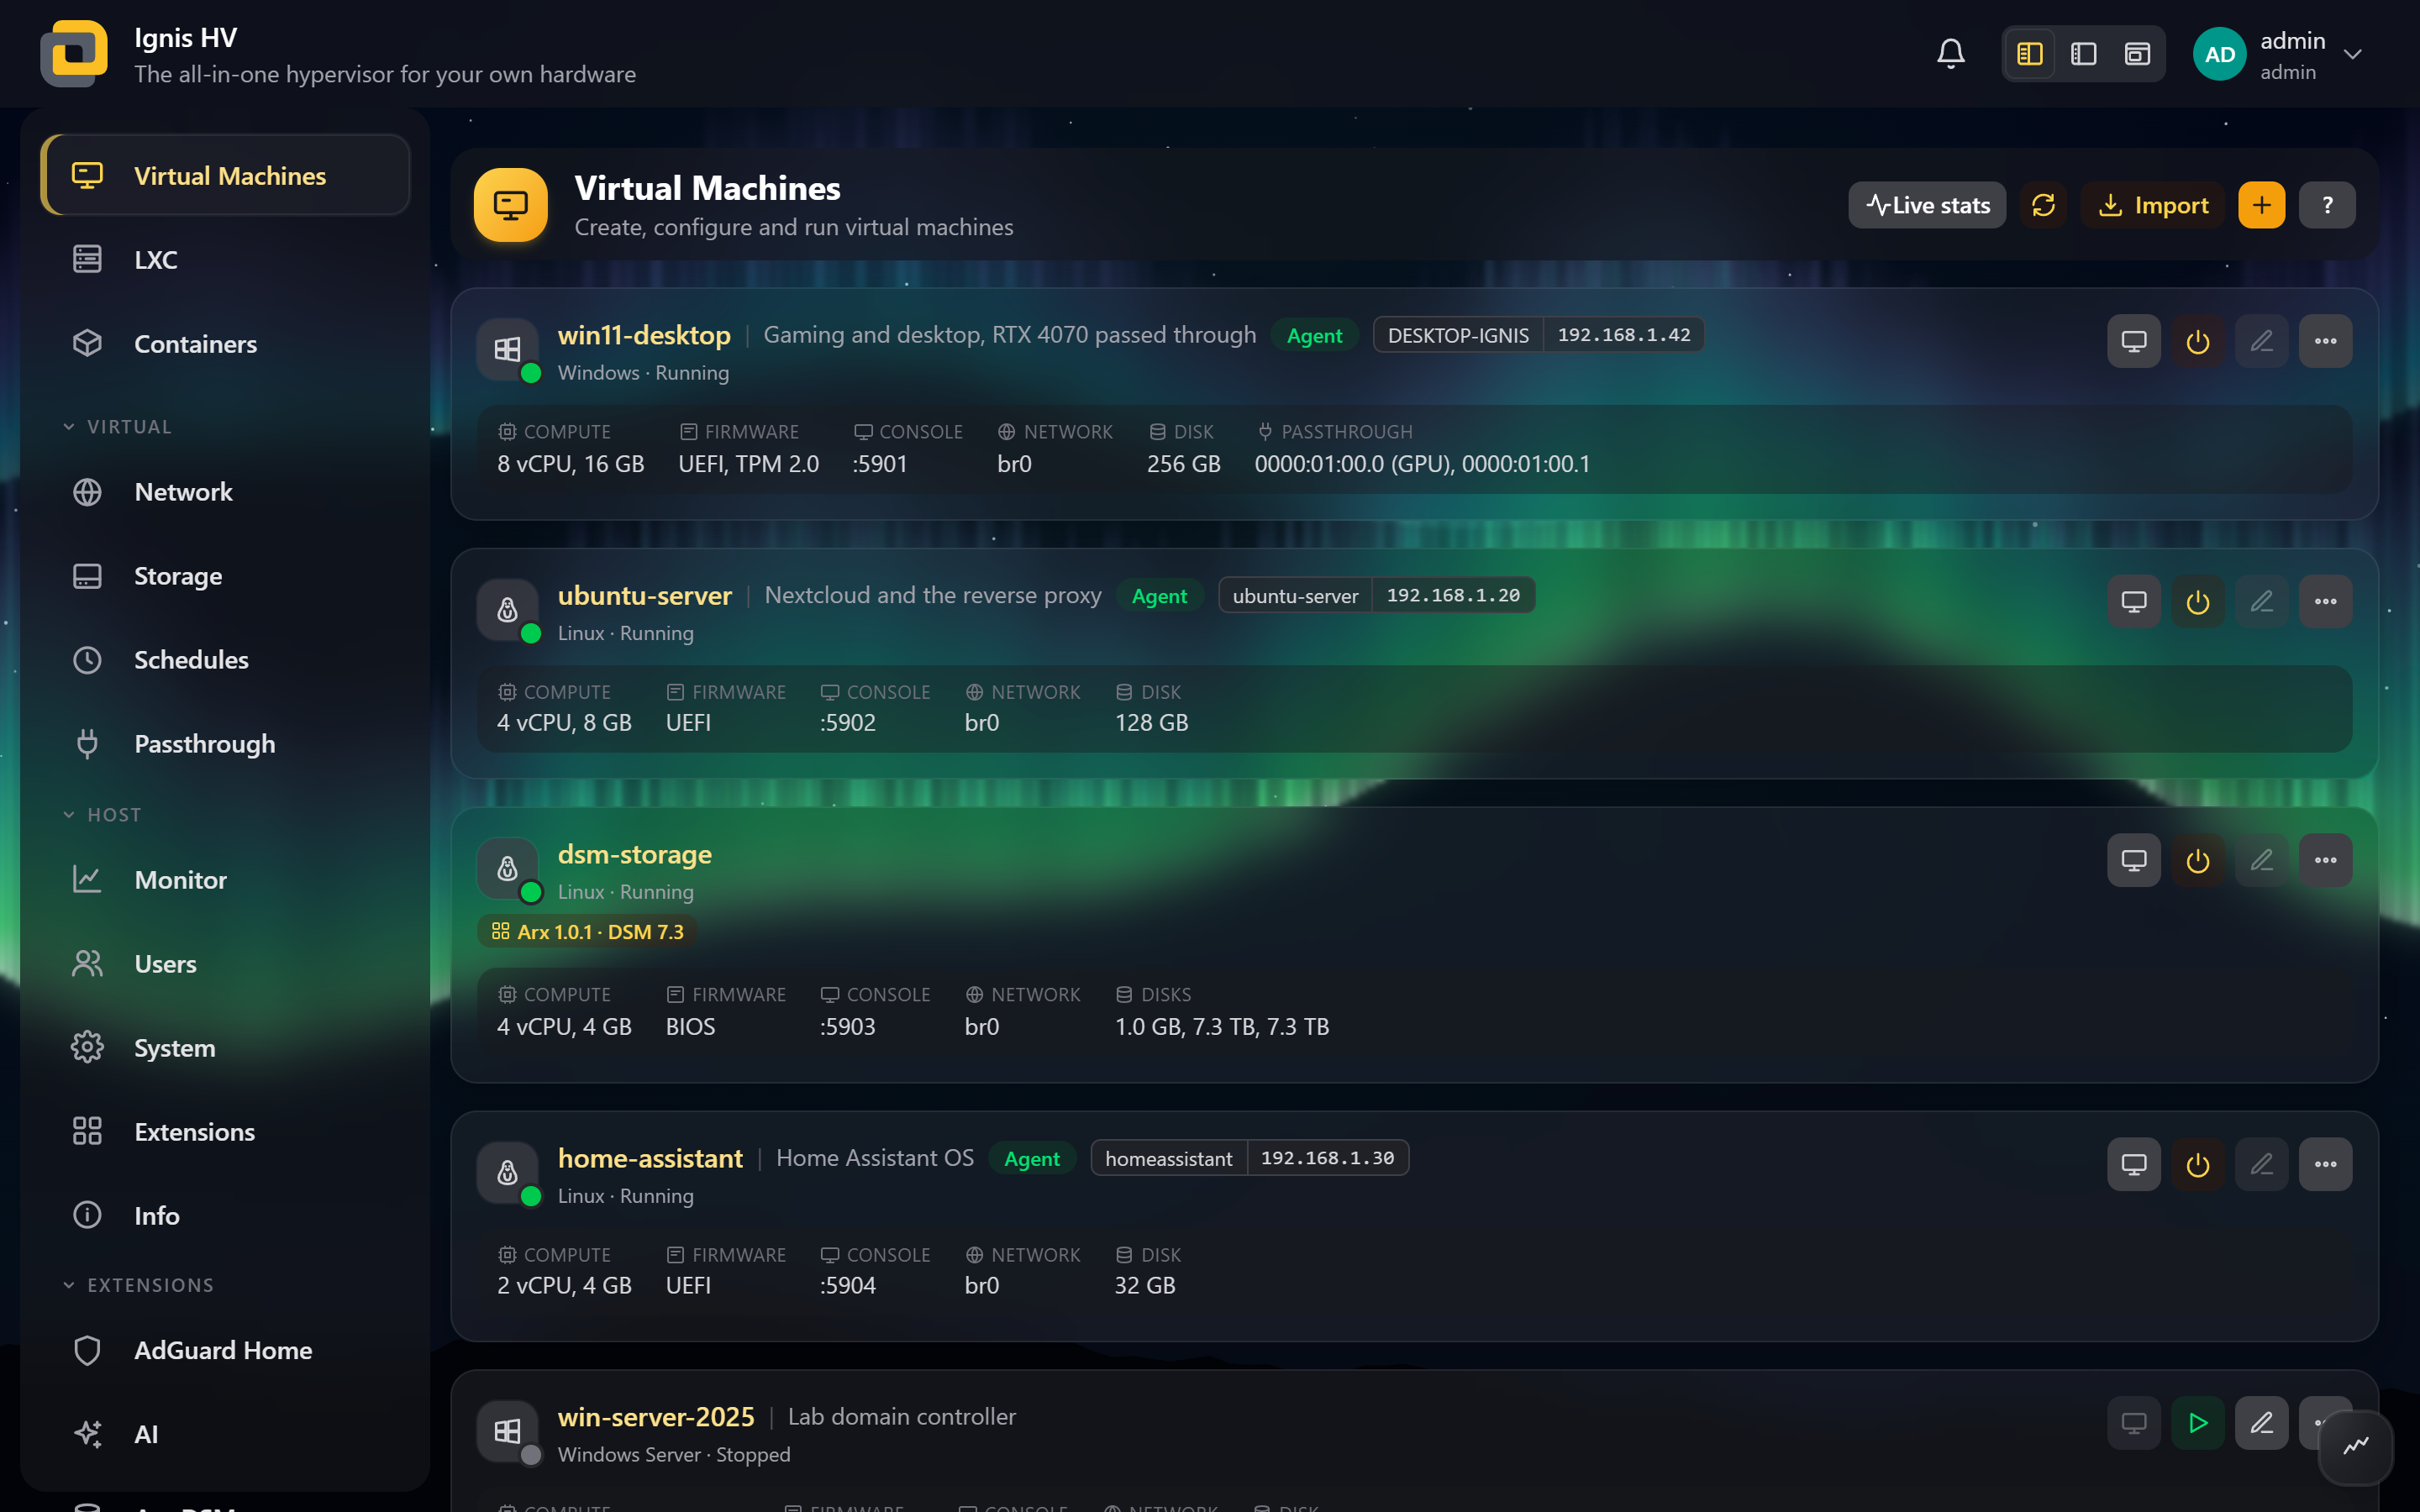 Ignis HV
The all-in-one hypervisor for your own hardware
AD
admin
admin
Virtual Machines
LXC
Containers
VIRTUAL
Network
Storage
Schedules
Passthrough
HOST
Monitor
Users
System
Extensions
Info
EXTENSIONS
AdGuard Home
AI
Virtual Machines
Create, configure and run virtual machines
Live stats
Import
?
win11-desktop | Gaming and desktop, RTX 4070 passed through Agent DESKTOP-IGNIS 192.168.1.42
Windows · Running
COMPUTE FIRMWARE CONSOLE NETWORK DISK PASSTHROUGH
8 vCPU, 16 GB UEFI, TPM 2.0 :5901 br0 256 GB 0000:01:00.0 (GPU), 0000:01:00.1
ubuntu-server | Nextcloud and the reverse proxy Agent ubuntu-server 192.168.1.20
Linux · Running
COMPUTE FIRMWARE CONSOLE NETWORK DISK
4 vCPU, 8 GB UEFI :5902 br0 128 GB
dsm-storage
Linux · Running
Arx 1.0.1 · DSM 7.3
COMPUTE FIRMWARE CONSOLE NETWORK DISKS
4 vCPU, 4 GB BIOS :5903 br0 1.0 GB, 7.3 TB, 7.3 TB
home-assistant | Home Assistant OS Agent homeassistant 192.168.1.30
Linux · Running
COMPUTE FIRMWARE CONSOLE NETWORK DISK
2 vCPU, 4 GB UEFI :5904 br0 32 GB
win-server-2025 | Lab domain controller
Windows Server · Stopped
COMPUTE FIRMWARE CONSOLE NETWORK DISK